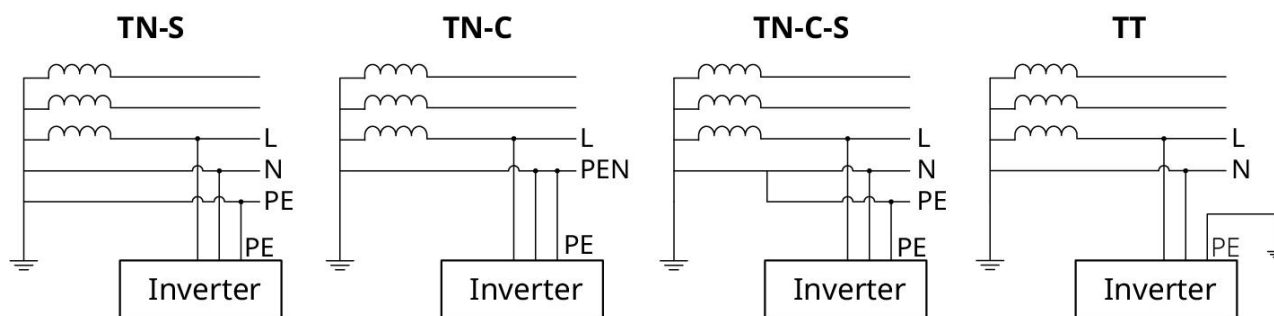 TN-S
TN-C
TN-C-S
TT
L
N
PE
PE
Inverter
L
PEN
PE
Inverter
L
N
PE
PE
Inverter
L
N
PE
Inverter